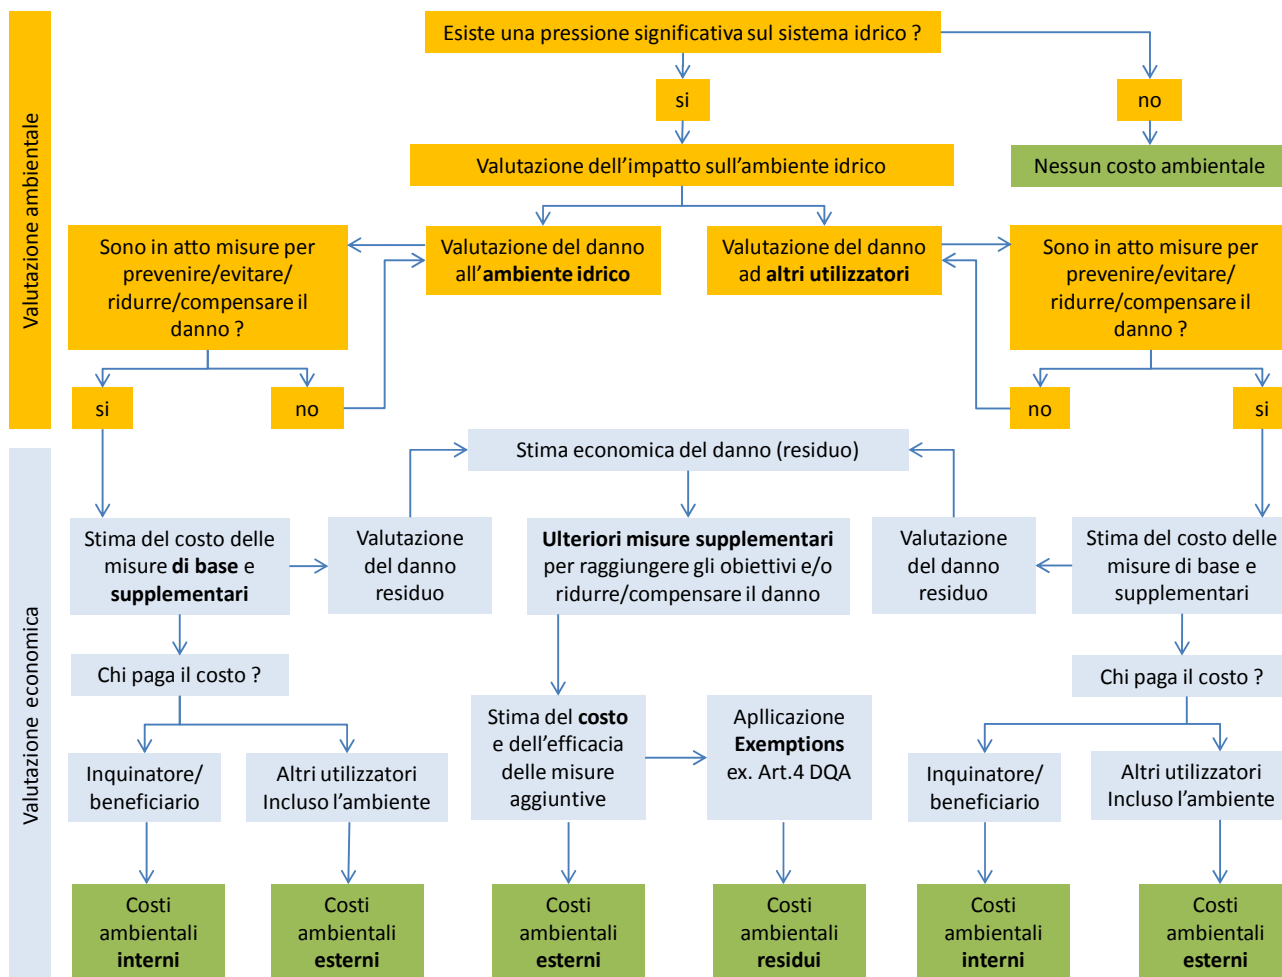 Valutazione ambientale
Esiste una pressione significativa sul sistema idrico ?
si
no
Valutazione dell'impatto sull'ambiente idrico
Nessun costo ambientale
Sono in atto misure per
prevenire/evitare/
ridurre/compensare il
danno ?
Valutazione del danno
all'ambiente idrico
Valutazione del danno
ad altri utilizzatori
Sono in atto misure per
prevenire/evitare/
ridurre/compensare il
danno ?
si
no
no
si
Valutazione economica
Stima economica del danno (residuo)
Stima del costo delle
misure di base e
supplementari
Valutazione
del danno
residuo
Ulteriori misure supplementari
per raggiungere gli obiettivi e/o
ridurre/compensare il danno
Valutazione
del danno
residuo
Stima del costo delle
misure di base e
supplementari
Chi paga il costo ?
Chi paga il costo ?
Inquinatore/
beneficiario
Altri utilizzatori
Incluso l'ambiente
Stima del costo
e dell'efficacia
delle misure
aggiuntive
Apllicazione
Exemptions
ex. Art.4 DQA
Inquinatore/
beneficiario
Altri utilizzatori
Incluso l'ambiente
Costi
ambientali
interni
Costi
ambientali
esterni
Costi
ambientali
esterni
Costi
ambientali
residui
Costi
ambientali
interni
Costi
ambientali
esterni